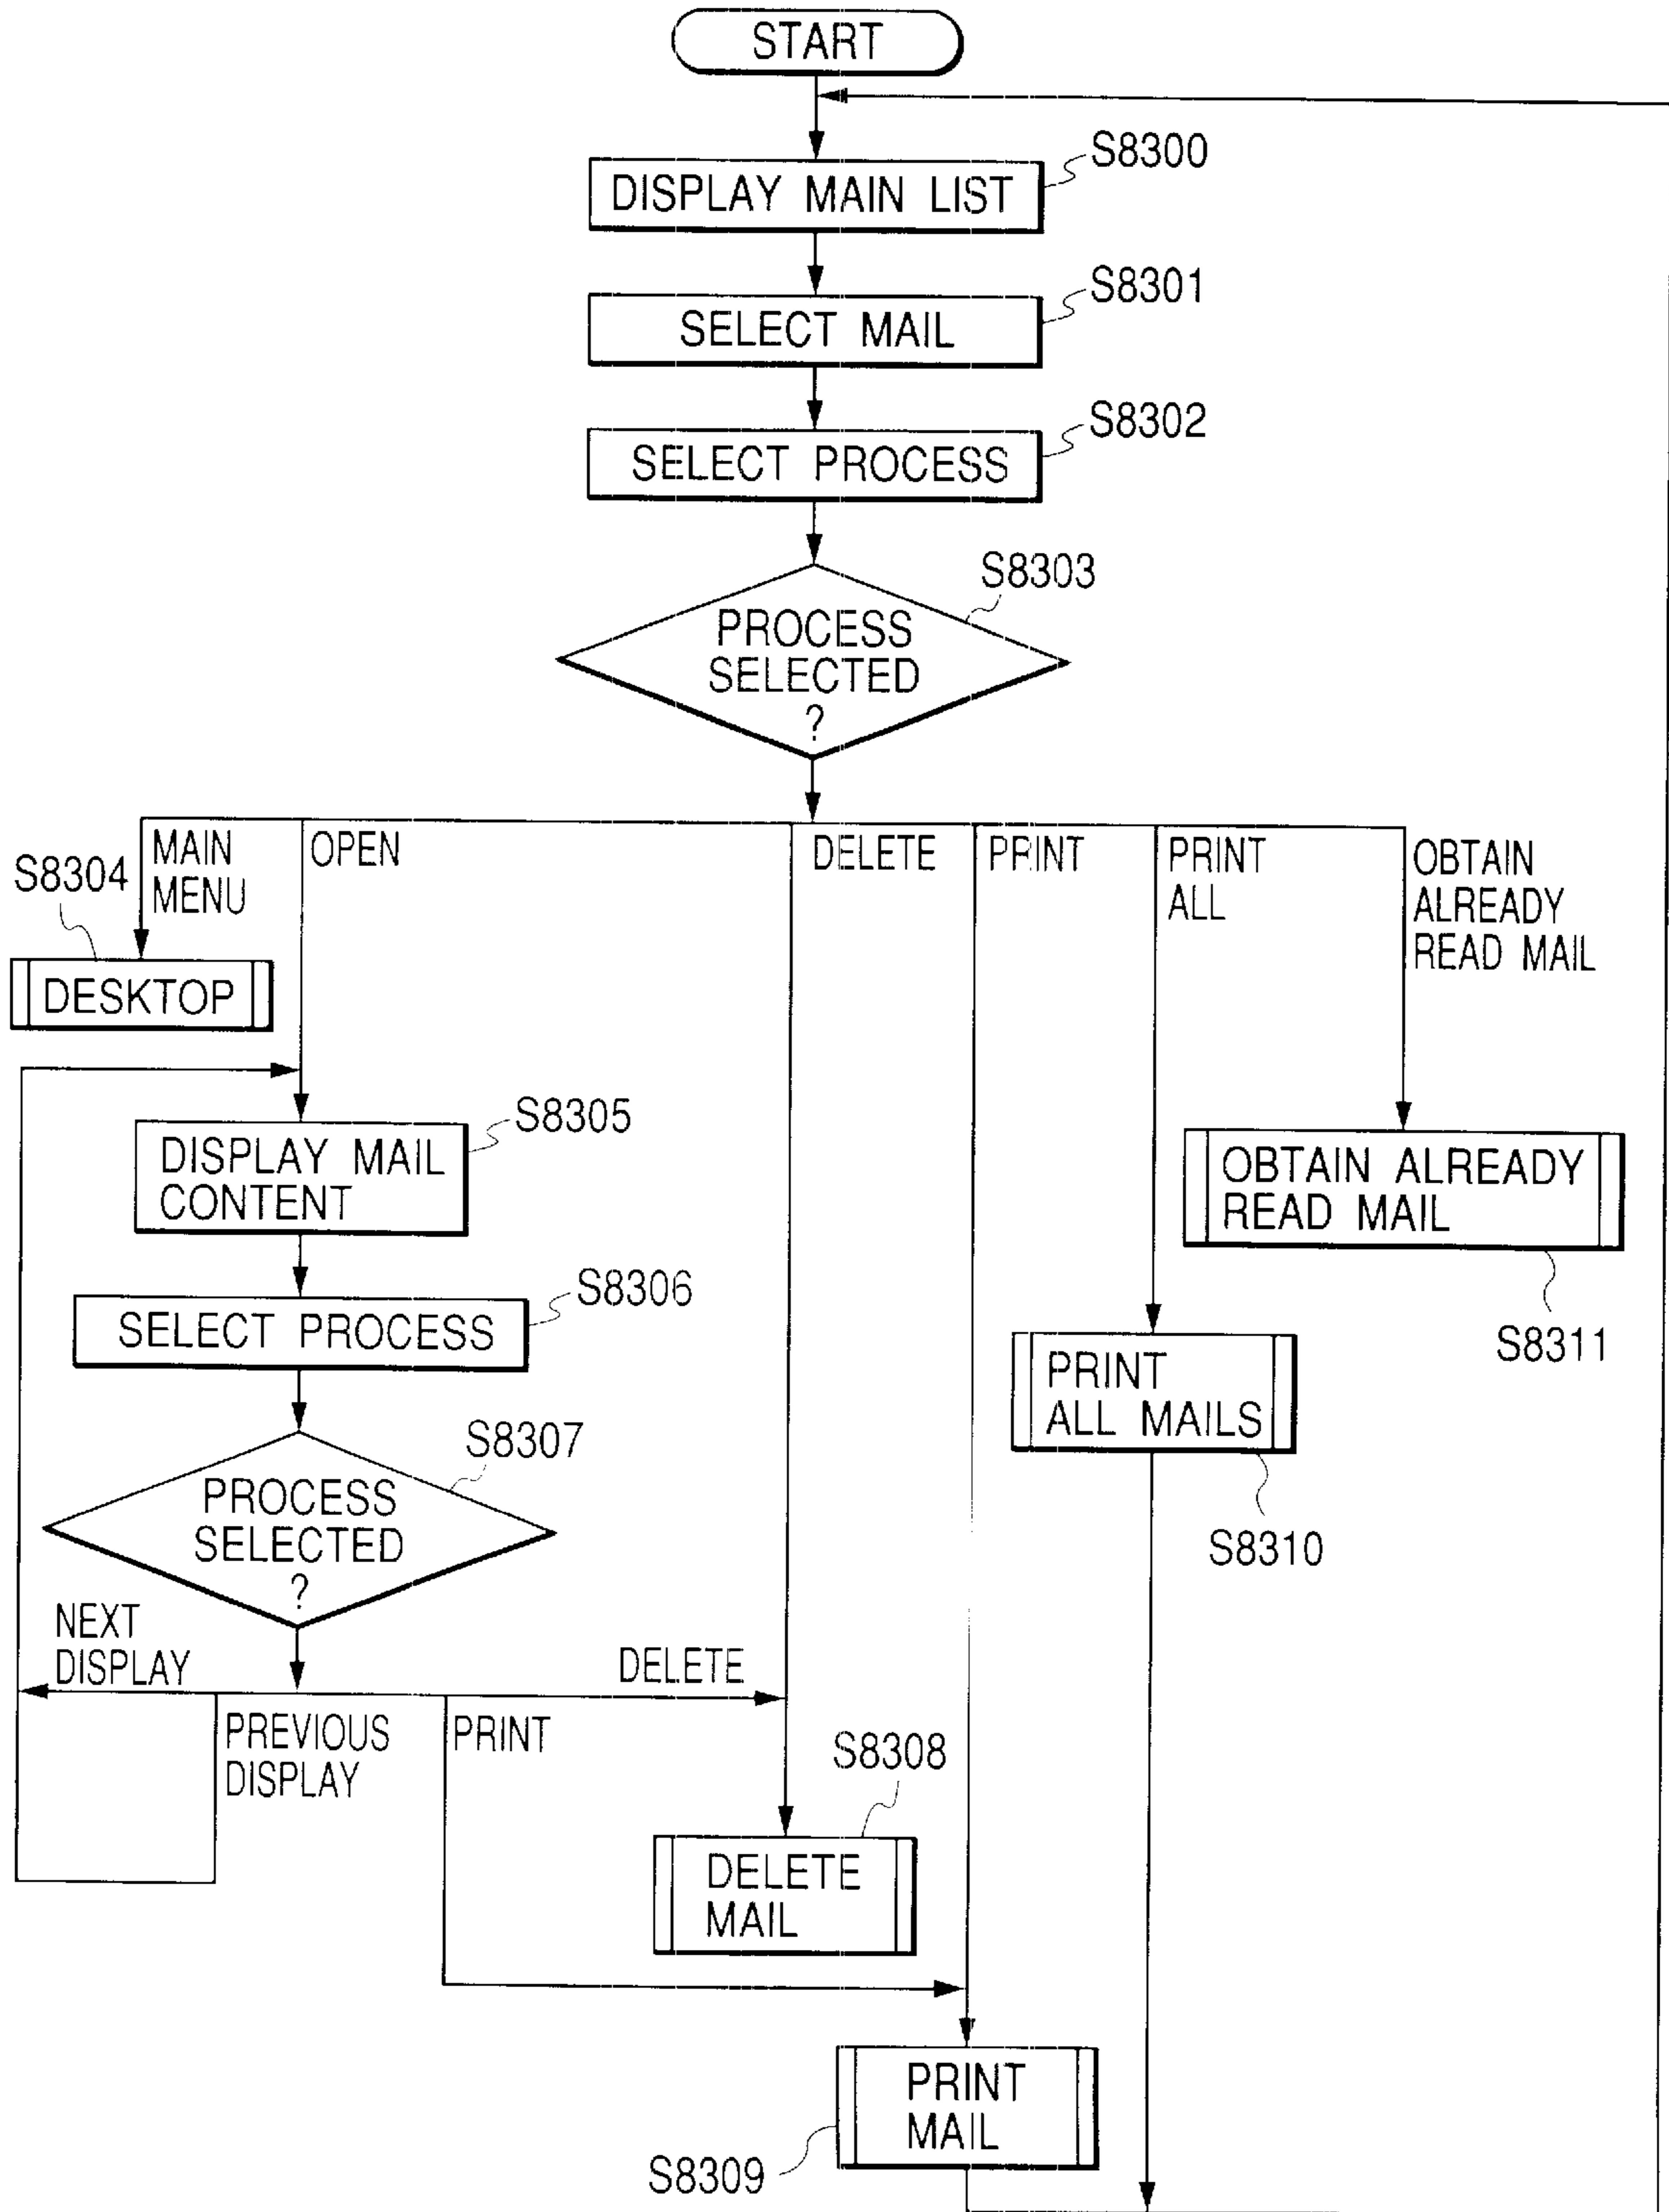 START
S8300
DISPLAY MAIN LIST
S8301
SELECT MAIL
S8302
SELECT PROCESS
S8303
PROCESS
SELECTED
?
MAIN
MENU
OPEN
DELETE
PRINT
PRINT
ALL
OBTAIN
ALREADY
READ MAIL
S8304
DESKTOP
S8305
DISPLAY MAIL
CONTENT
OBTAIN ALREADY
READ MAIL
S8311
S8306
SELECT PROCESS
PRINT
ALL MAILS
S8310
S8307
PROCESS
SELECTED
?
NEXT
DISPLAY
DELETE
PREVIOUS
DISPLAY
PRINT
S8308
DELETE
MAIL
PRINT
MAIL
S8309